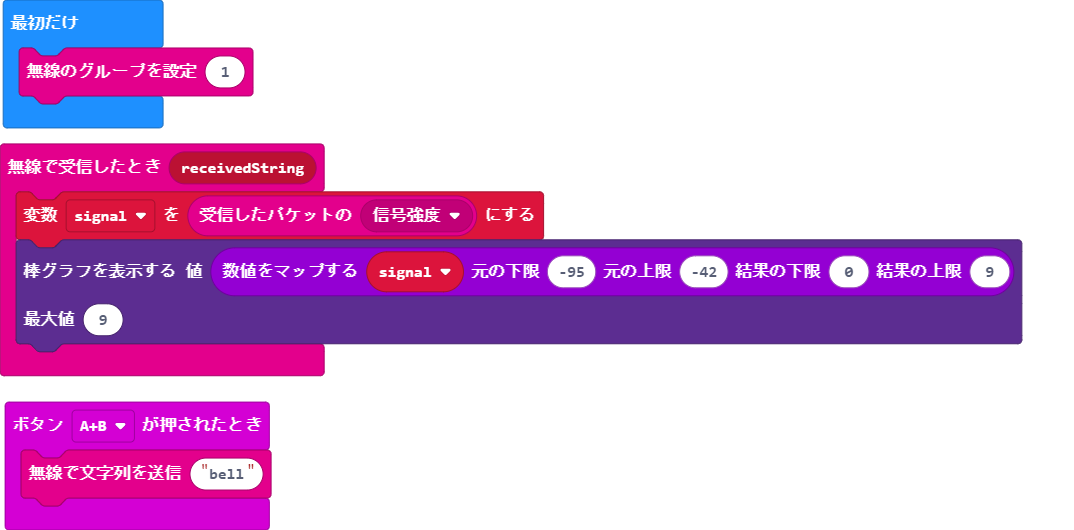 最初だけ
無線のグループを設定 1
無線で受信したとき receivedString
変数 signal を 受信したパケットの 信号強度 にする
棒グラフを表示する 値 数値をマップする signal 元の下限 -95 元の上限 -42 結果の下限 0 結果の上限 9
最大値 9
ボタン A+B が押されたとき
無線で文字列を送信 "bell"